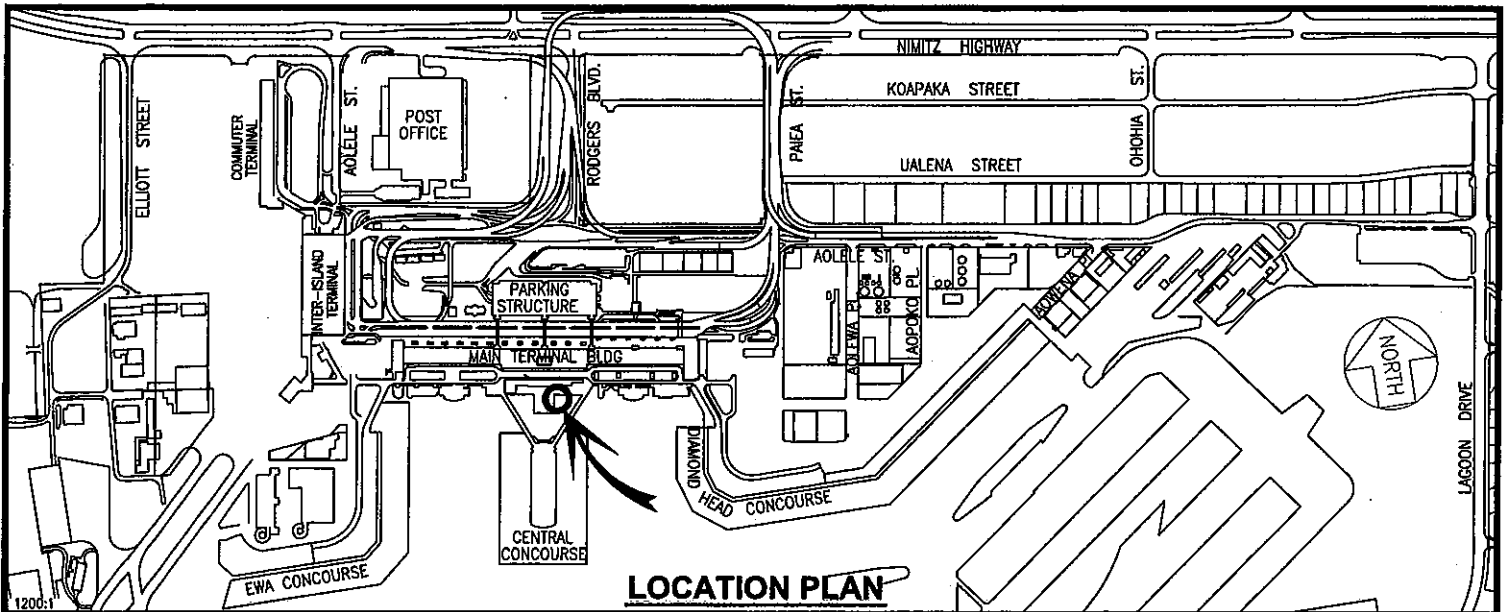 NIMITZ HIGHWAY
KOAPAKA STREET
UALENA STREET
ELLIOTT STREET
COMMUTER
TERMINAL
AOLELE ST.
POST
OFFICE
RODGERS BLVD.
PAIEA ST.
OHOHIA ST.
INTER-ISLAND
TERMINAL
PARKING
STRUCTURE
AOLELE ST.
AOLEWA PL.
AOPOKO PL.
AOWENA PL.
NORTH
LAGOON DRIVE
MAIN TERMINAL BLDG
DIAMOND
HEAD CONCOURSE
CENTRAL
CONCOURSE
EWA CONCOURSE
LOCATION PLAN
1200:1